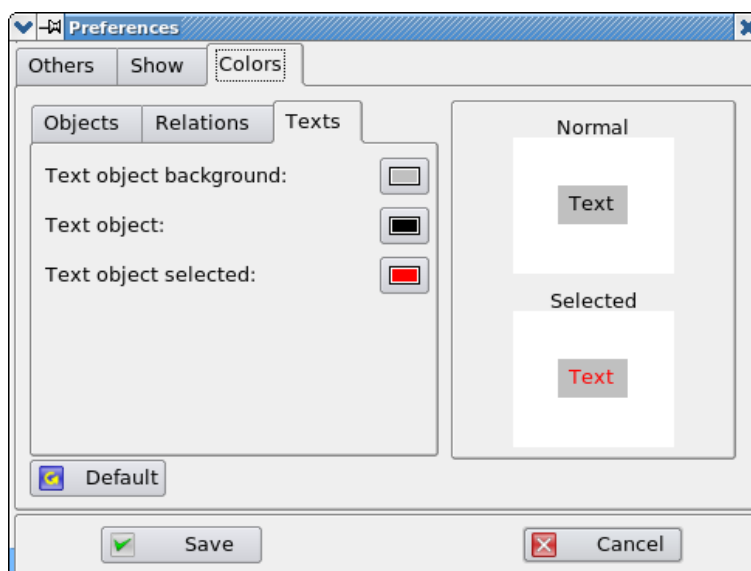 Preferences
Others Show Colors
Objects Relations Texts
Normal
Text object background:
Text
Text object:
Text object selected:
Selected
Text
Default
Save Cancel